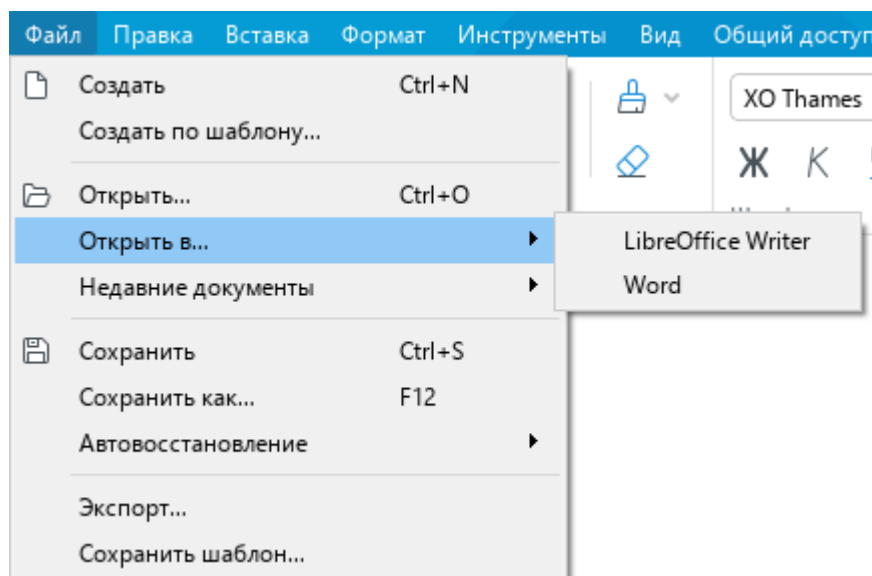 Файл Правка Вставка Формат Инструменты Вид Общий доступ
Создать Ctrl+N
Создать по шаблону...
XO Thames
Ж К
Открыть... Ctrl+O
Открыть в...
LibreOffice Writer
Недавние документы
Word
Сохранить Ctrl+S
Сохранить как... F12
Автовосстановление
Экспорт...
Сохранить шаблон...